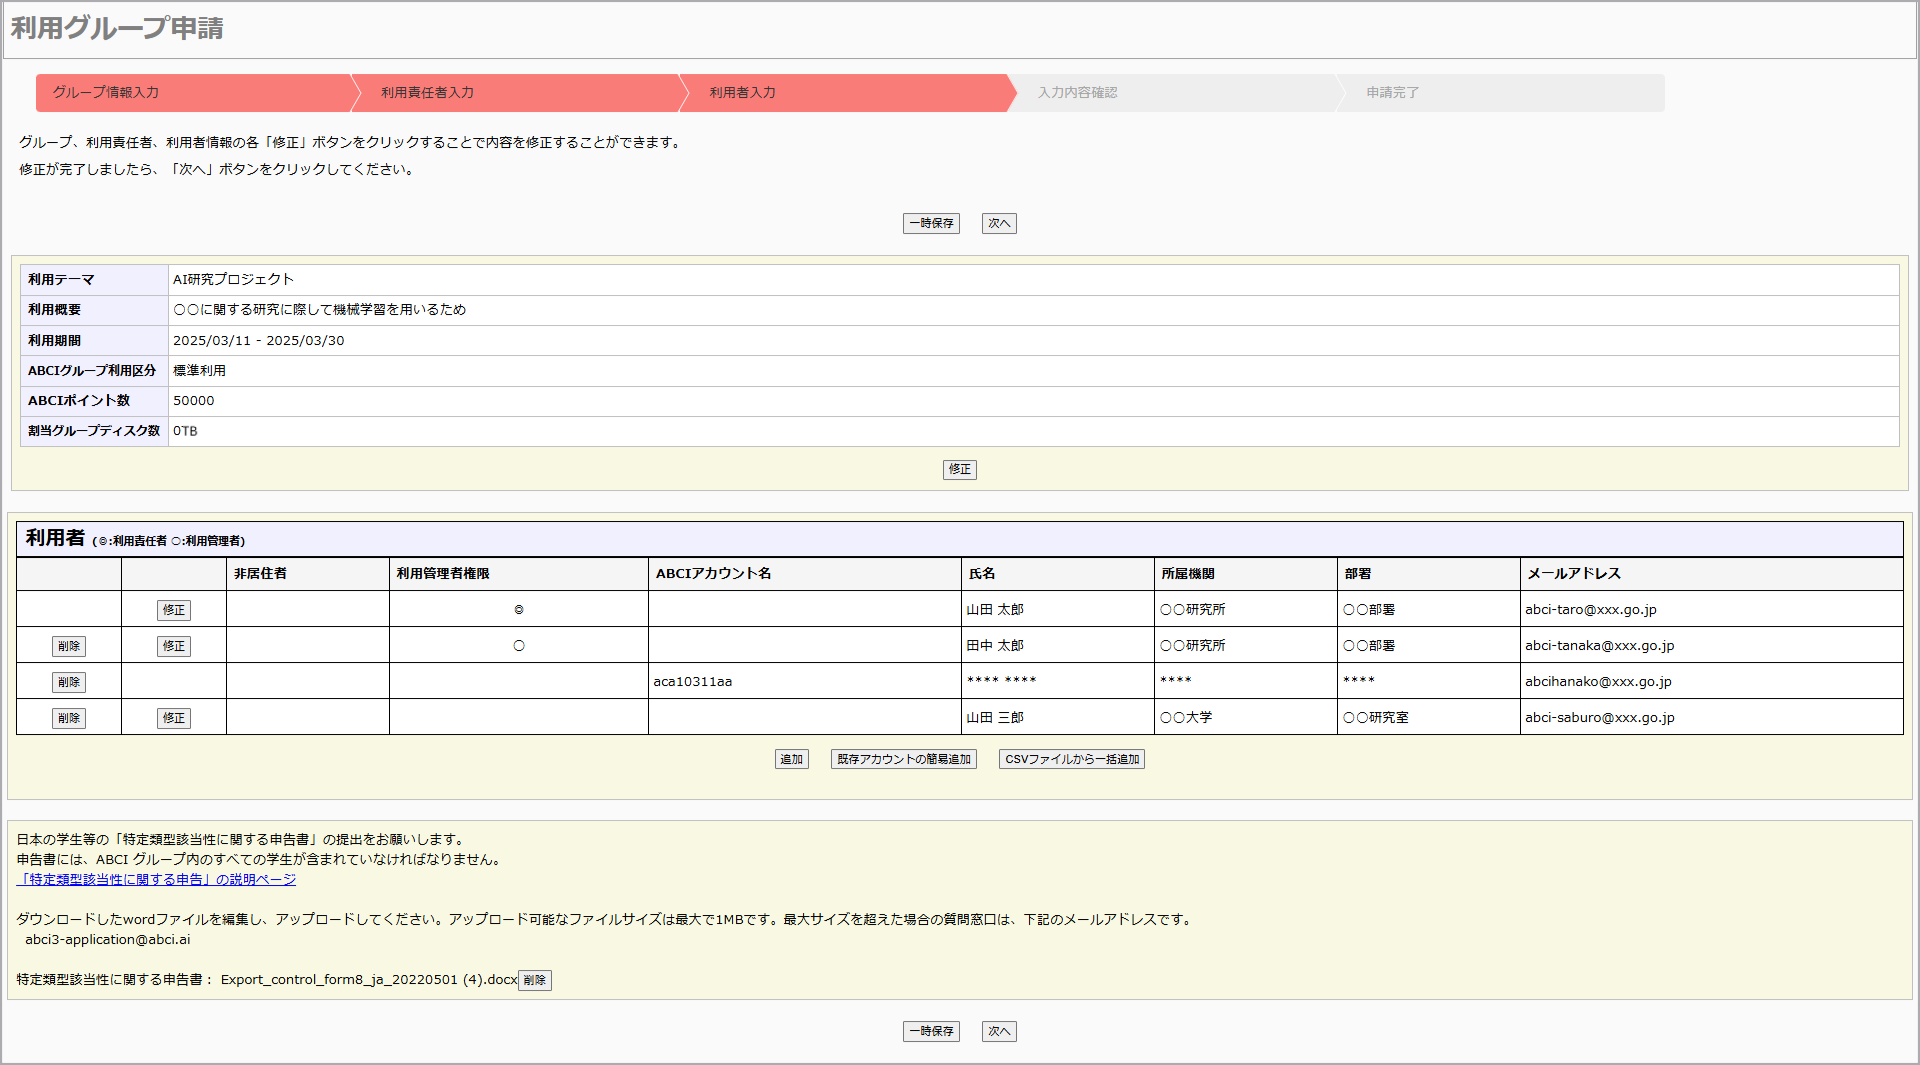 利用グループ申請
グループ情報入力 利用責任者入力 利用者入力 入力内容確認 申請完了
グループ、利用責任者、利用者情報の各「修正」ボタンをクリックすることで内容を修正することができます。
修正が完了しましたら、「次へ」ボタンをクリックしてください。
一時保存 次へ
利用テーマ AI研究プロジェクト
利用概要 〇〇に関する研究に際して機械学習を用いるため
利用期間 2025/03/11 - 2025/03/30
ABCIグループ利用区分 標準利用
ABCIポイント数 50000
割当グループディスク数 0TB
修正
利用者 (◎:利用責任者 ○:利用管理者)
非居住者 利用管理者権限 ABCIアカウント名 氏名 所属機関 部署 メールアドレス
修正 ◎ 山田 太郎 〇〇研究所 〇〇部署 abci-taro@xxx.go.jp
削除 修正 ○ 田中 太郎 〇〇研究所 〇〇部署 abci-tanaka@xxx.go.jp
削除 aca10311aa **** **** **** **** abcihanako@xxx.go.jp
削除 修正 山田 三郎 〇〇大学 〇〇研究室 abci-saburo@xxx.go.jp
追加 既存アカウントの簡易追加 CSVファイルから一括追加
日本の学生等の「特定類型該当性に関する申告書」の提出をお願いします。
申告書には、ABCI グループ内のすべての学生が含まれていなければなりません。
「特定類型該当性に関する申告」の説明ページ
ダウンロードしたwordファイルを編集し、アップロードしてください。アップロード可能なファイルサイズは最大で1MBです。最大サイズを超えた場合の質問窓口は、下記のメールアドレスです。
abci3-application@abci.ai
特定類型該当性に関する申告書： Export_control_form8_ja_20220501 (4).docx 削除
一時保存 次へ